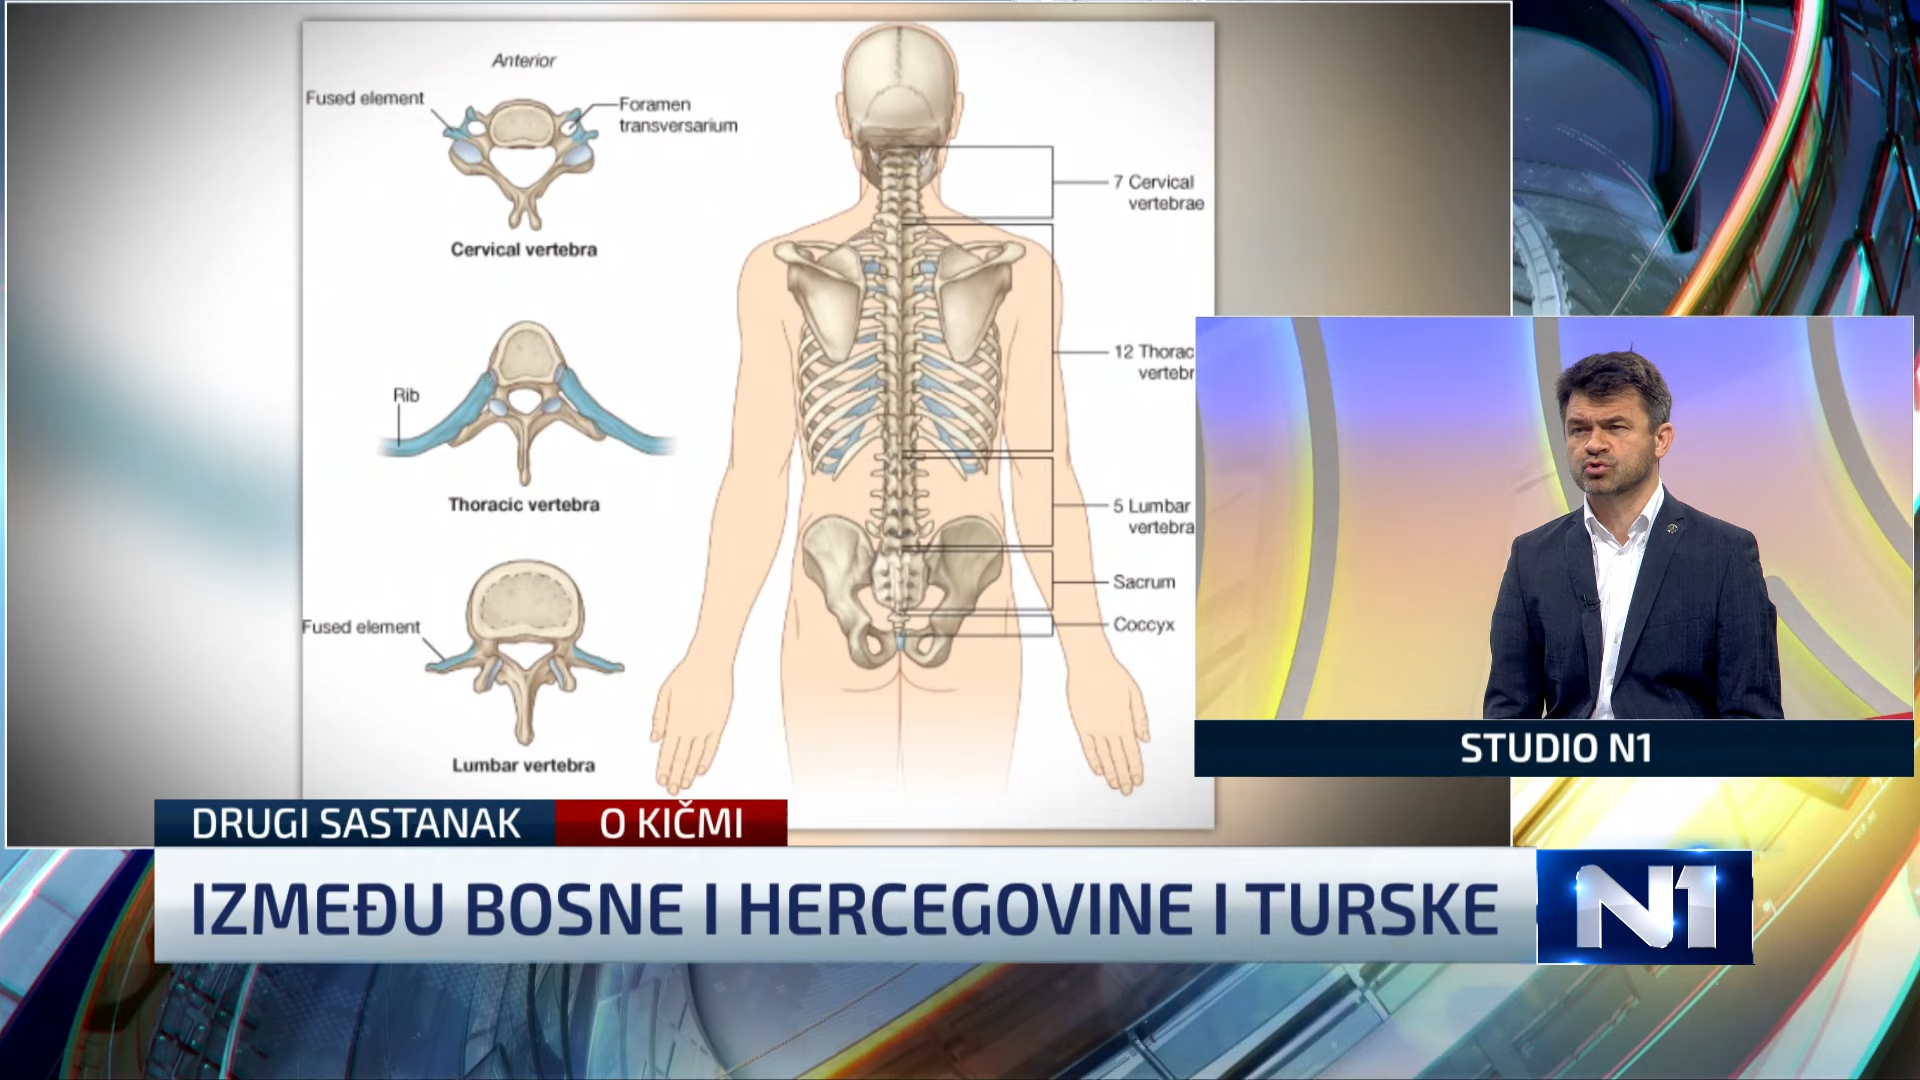 Anterior
Fused element
Foramen
transversarium
Cervical vertebra
Rib
Thoracic vertebra
Fused element
Lumbar vertebra
7 Cervical
vertebrae
12 Thorac
vertebr
5 Lumbar
vertebra
Sacrum
Coccyx
STUDIO N1
DRUGI SASTANAK O KIČMI
IZMEĐU BOSNE I HERCEGOVINE I TURSKE
N1